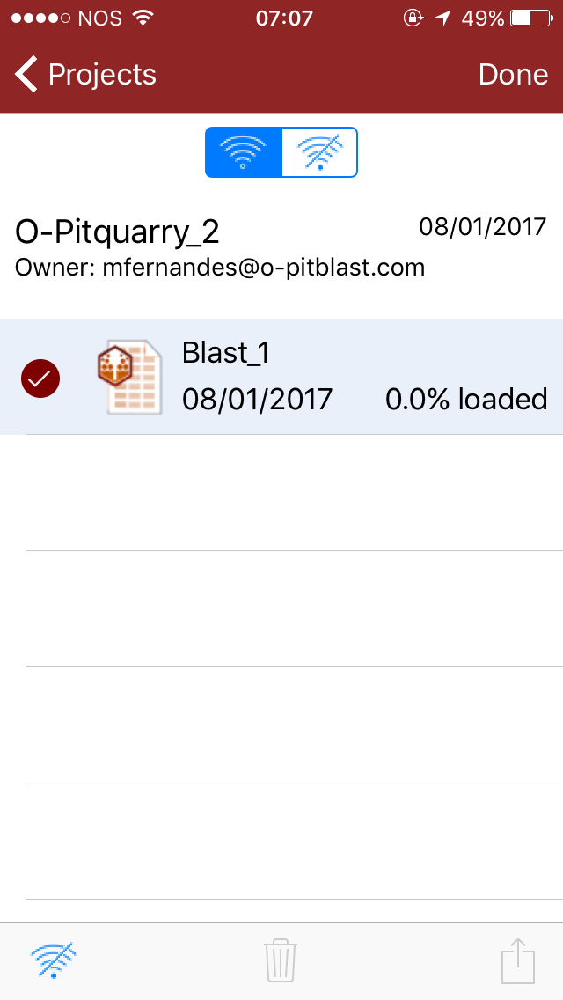 NOS 07:07 49%
Projects Done
O-Pitquarry_2 08/01/2017
Owner: mfernandes@o-pitblast.com
Blast_1
08/01/2017 0.0% loaded